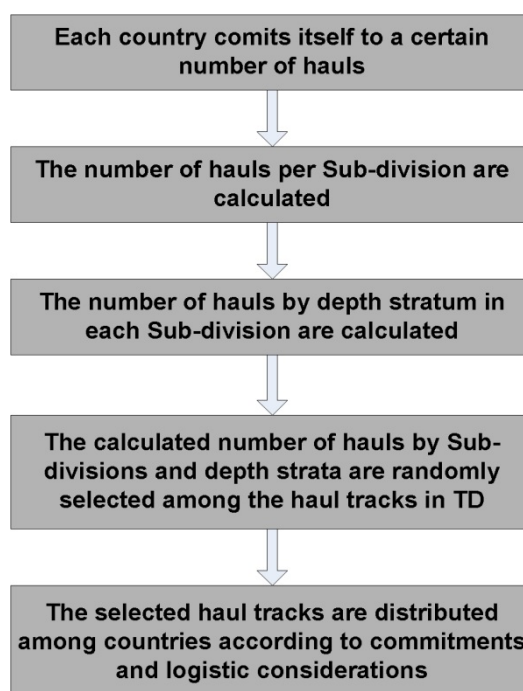 Each country comits itself to a certain
number of hauls
The number of hauls per Sub-division are
calculated
The number of hauls by depth stratum in
each Sub-division are calculated
The calculated number of hauls by Sub-
divisions and depth strata are randomly
selected among the haul tracks in TD
The selected haul tracks are distributed
among countries according to commitments
and logistic considerations